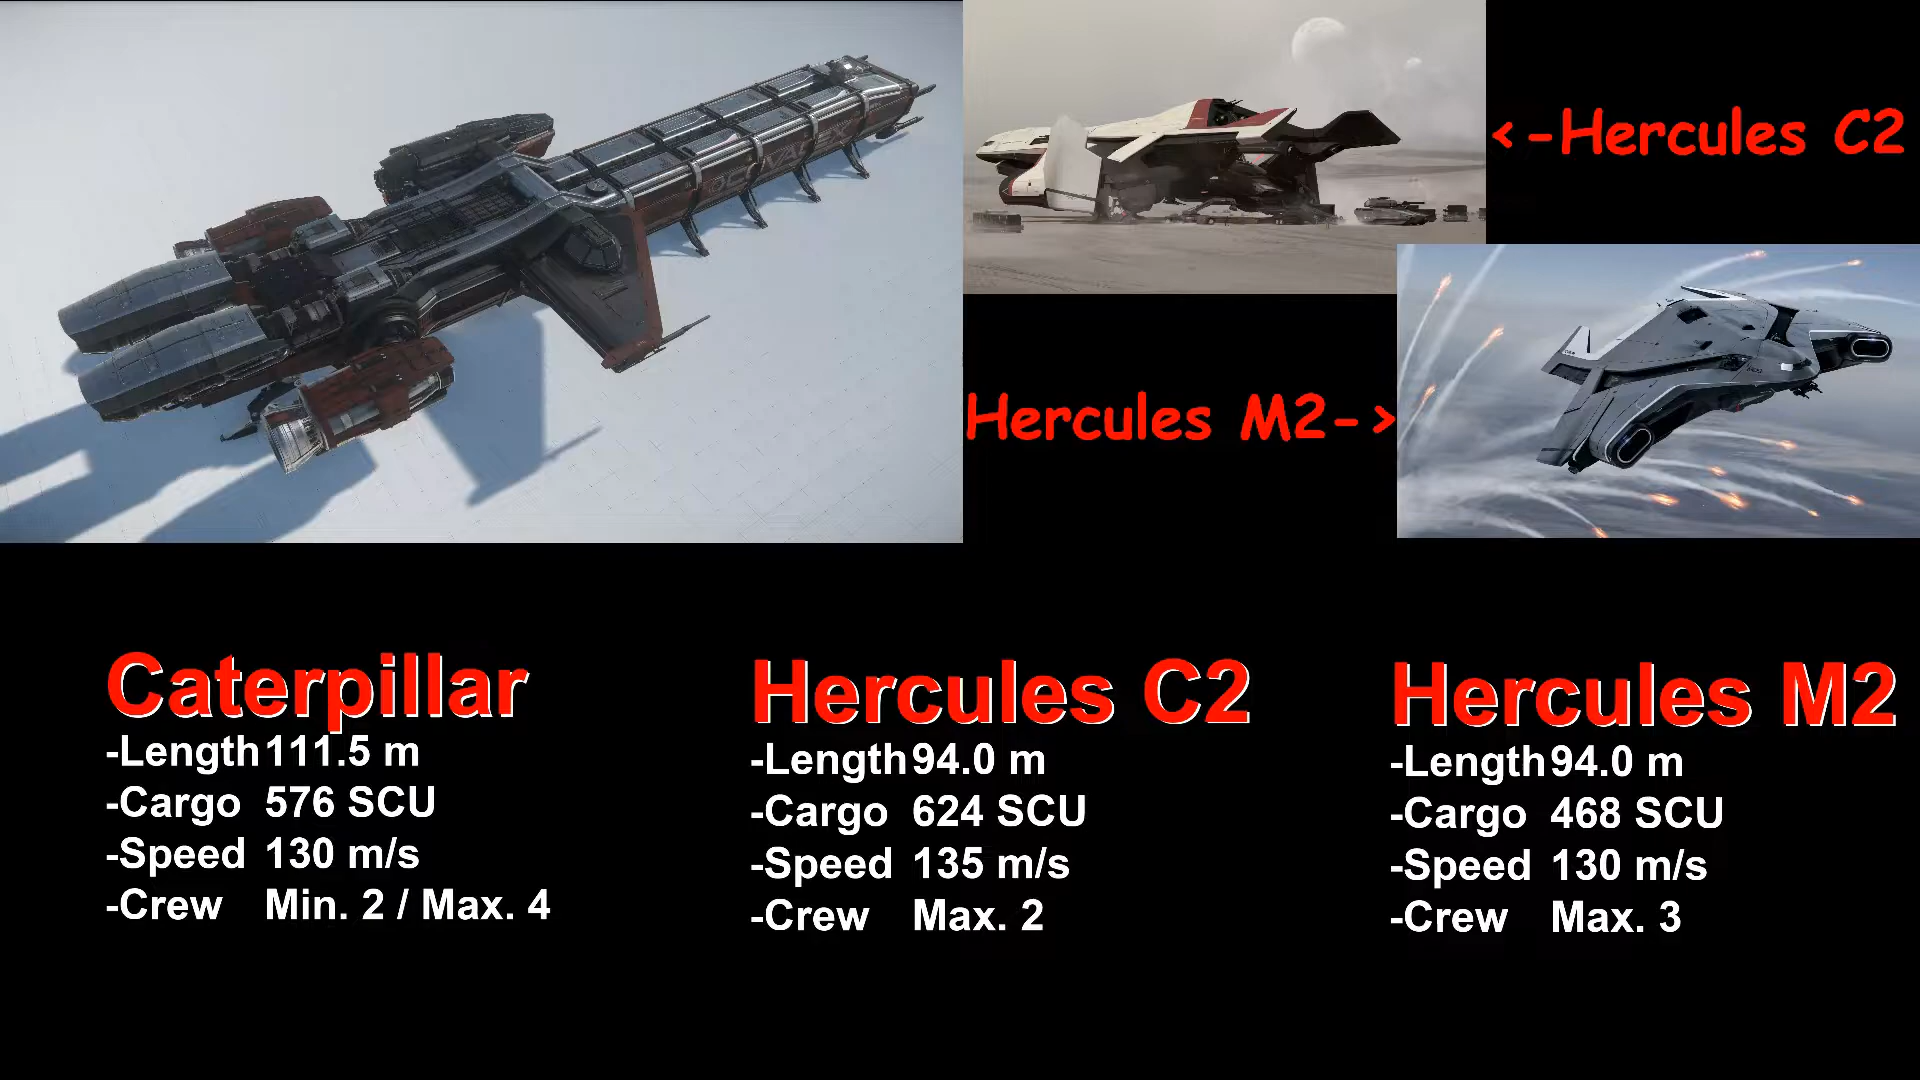 <-Hercules C2
Hercules M2->
Caterpillar
-Length 111.5 m
-Cargo 576 SCU
-Speed 130 m/s
-Crew Min. 2 / Max. 4
Hercules C2
-Length 94.0 m
-Cargo 624 SCU
-Speed 135 m/s
-Crew Max. 2
Hercules M2
-Length 94.0 m
-Cargo 468 SCU
-Speed 130 m/s
-Crew Max. 3